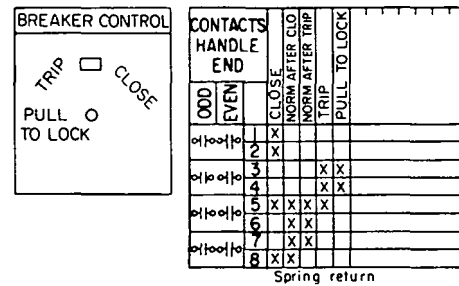 BREAKER CONTROL
TRIP
CLOSE
PULL
TO LOCK
CONTACTS
HANDLE
END
ODD
EVEN
CLOSE
NORM AFTER CLO
NORM AFTER TRIP
TRIP
PULL TO LOCK
1 X
2 X
3 X X
4 X X
5 X X X X
6 X X
7 X X
8 X X
Spring return